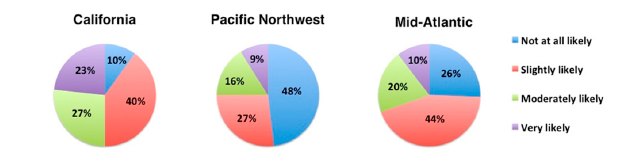 California
Pacific Northwest
Mid-Atlantic
10%
40%
27%
23%
48%
27%
16%
9%
26%
44%
20%
10%
Not at all likely
Slightly likely
Moderately likely
Very likely